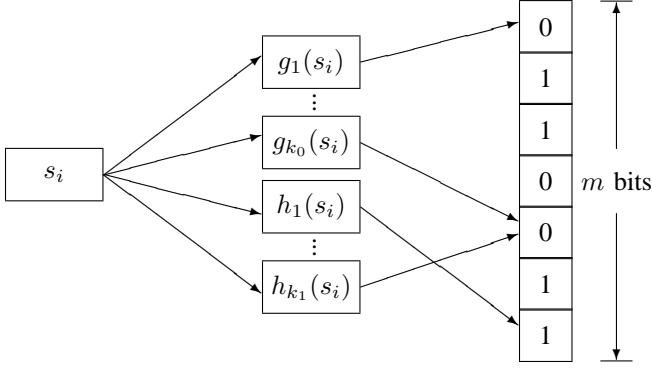 s_i
g_1(s_i)
⋮
g_{k_0}(s_i)
h_1(s_i)
⋮
h_{k_1}(s_i)
0
1
1
0
0
1
1
m bits